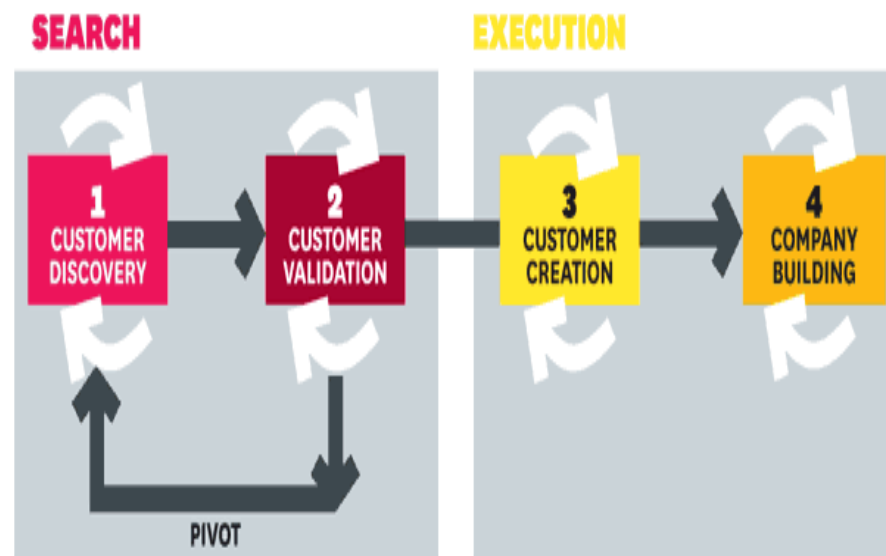 SEARCH
EXECUTION
1
CUSTOMER
DISCOVERY
2
CUSTOMER
VALIDATION
3
CUSTOMER
CREATION
4
COMPANY
BUILDING
PIVOT